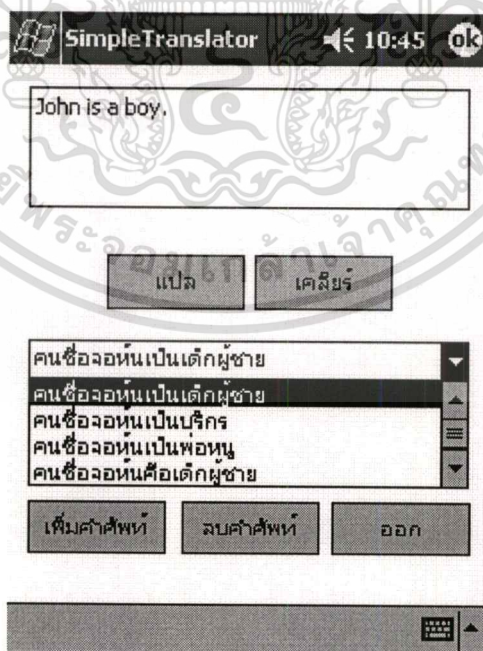 SimpleTranslator 10:45 ok
John is a boy.
แปล เคลียร์
คนชื่อจอห์นเป็นเด็กผู้ชาย
คนชื่อจอห์นเป็นเด็กผู้ชาย
คนชื่อจอห์นเป็นบริกร
คนชื่อจอห์นเป็นพ่อหนู
คนชื่อจอห์นคือเด็กผู้ชาย
เพิ่มคำศัพท์ ลบคำศัพท์ ออก